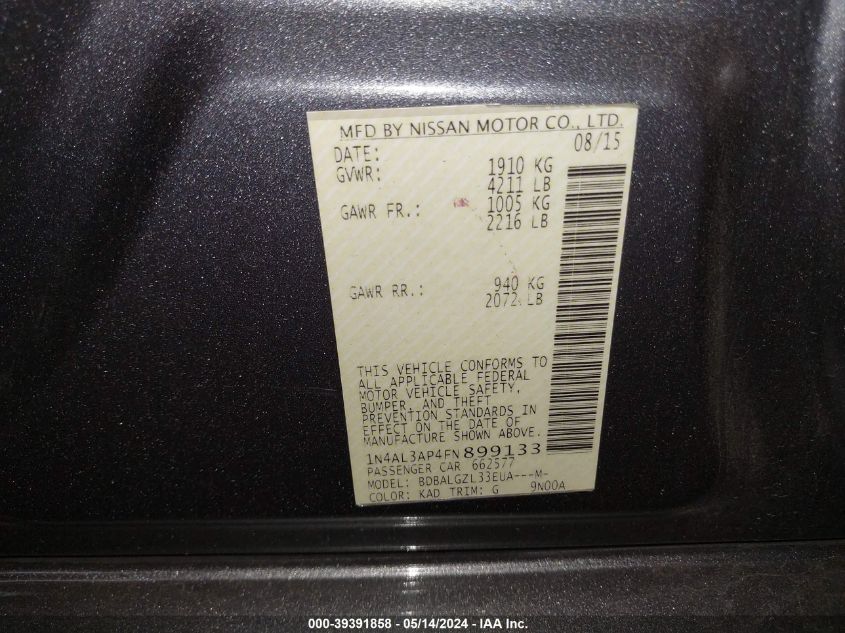 MFD BY NISSAN MOTOR CO., LTD.
DATE: 08/15
GVWR: 1910 KG
4211 LB
GAWR FR.: 1005 KG
2216 LB
GAWR RR.: 940 KG
2072 LB
THIS VEHICLE CONFORMS TO
ALL APPLICABLE FEDERAL
MOTOR VEHICLE SAFETY,
BUMPER, AND THEFT
PREVENTION STANDARDS IN
EFFECT ON THE DATE OF
MANUFACTURE SHOWN ABOVE.
1N4AL3AP4FN899133
PASSENGER CAR 662577
MODEL: BDBALGZL33EUA---M-
COLOR: KAD TRIM: G 9N00A
000-39391858 - 05/14/2024 - IAA Inc.